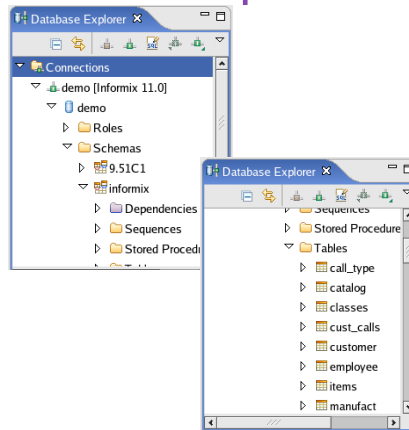 Database Explorer
Connections
demo [Informix 11.0]
demo
Roles
Schemas
9.51C1
informix
Dependencies
Sequences
Stored Procedu
Database Explorer
Sequences
Stored Procedure
Tables
call_type
catalog
classes
cust_calls
customer
employee
items
manufact